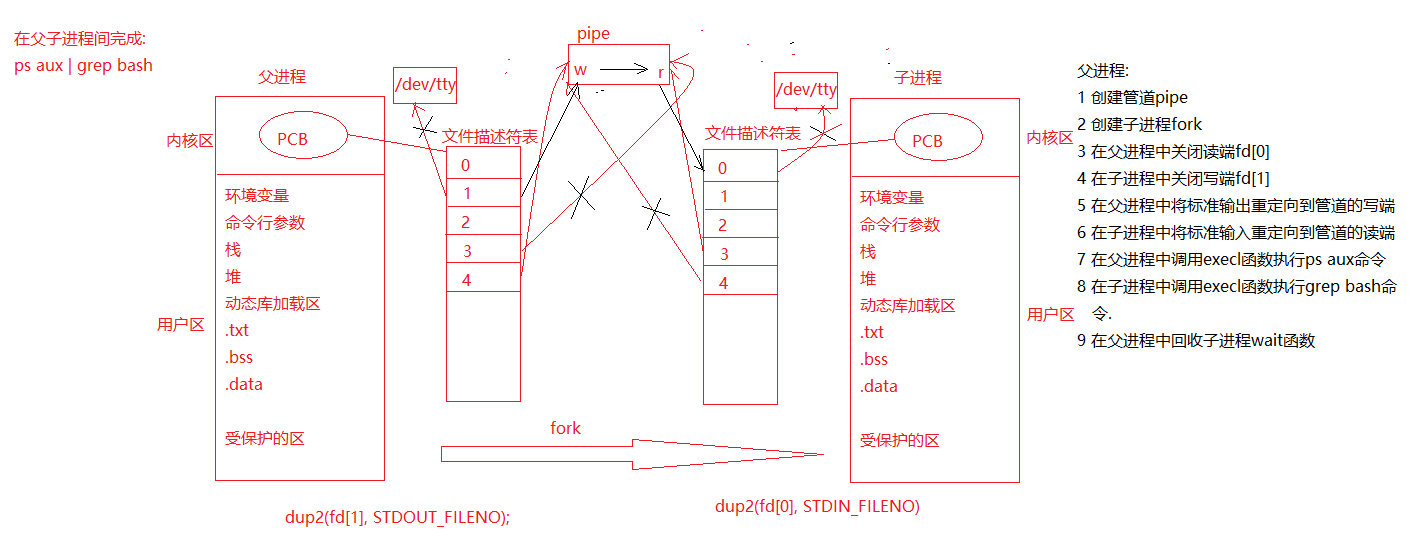 在父子进程间完成:
ps aux | grep bash
父进程
内核区
PCB
环境变量
命令行参数
栈
堆
动态库加载区
用户区
.txt
.bss
.data
受保护的区
/dev/tty
文件描述符表
0
1
2
3
4
pipe
w
r
fork
dup2(fd[1], STDOUT_FILENO);
/dev/tty
文件描述符表
0
1
2
3
4
dup2(fd[0], STDIN_FILENO)
子进程
PCB
内核区
环境变量
命令行参数
栈
堆
动态库加载区
用户区
.txt
.bss
.data
受保护的区
父进程:
1 创建管道pipe
2 创建子进程fork
3 在父进程中关闭读端fd[0]
4 在子进程中关闭写端fd[1]
5 在父进程中将标准输出重定向到管道的写端
6 在子进程中将标准输入重定向到管道的读端
7 在父进程中调用execl函数执行ps aux命令
8 在子进程中调用execl函数执行grep bash命
令.
9 在父进程中回收子进程wait函数